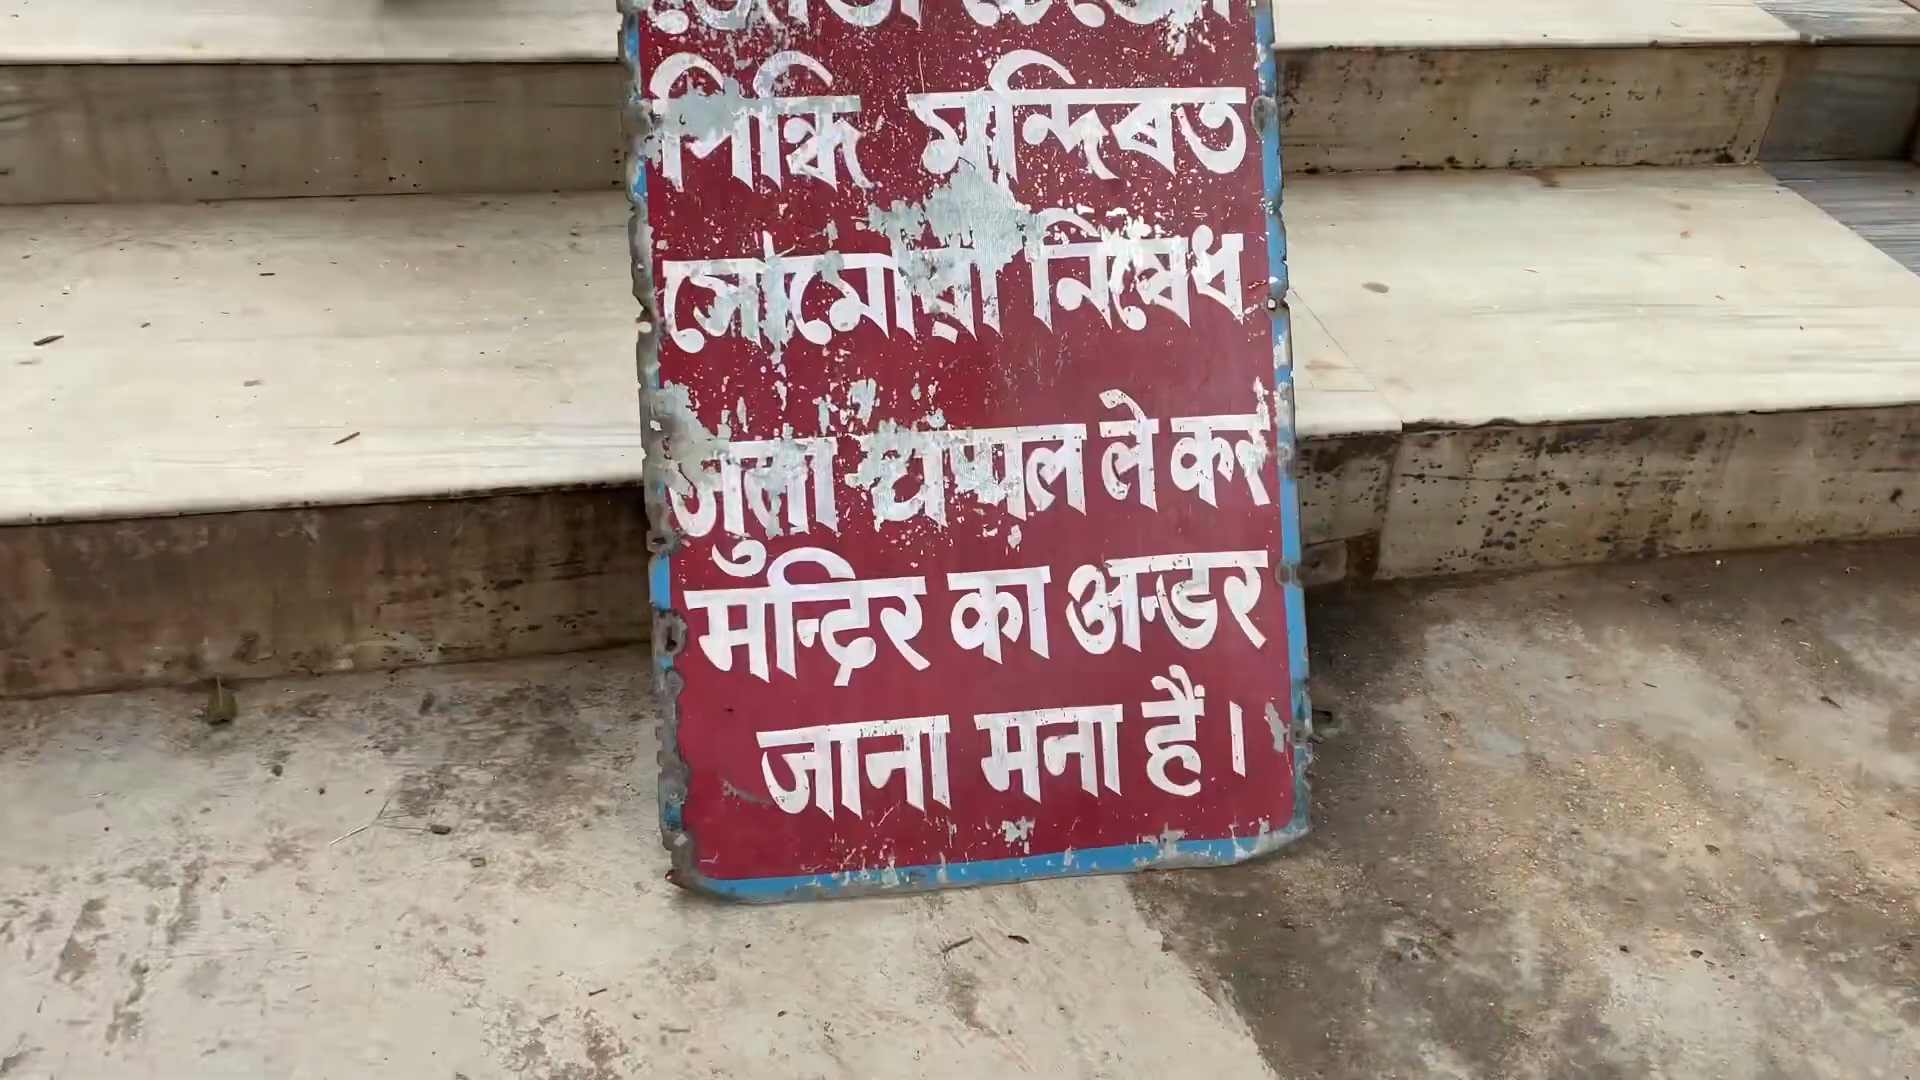 পিন্ধি মন্দিৰত
সোমোৱা নিষেধ
जुता चप्पल ले कर
मन्द्रिर का अन्डर
जाना मना हैं।